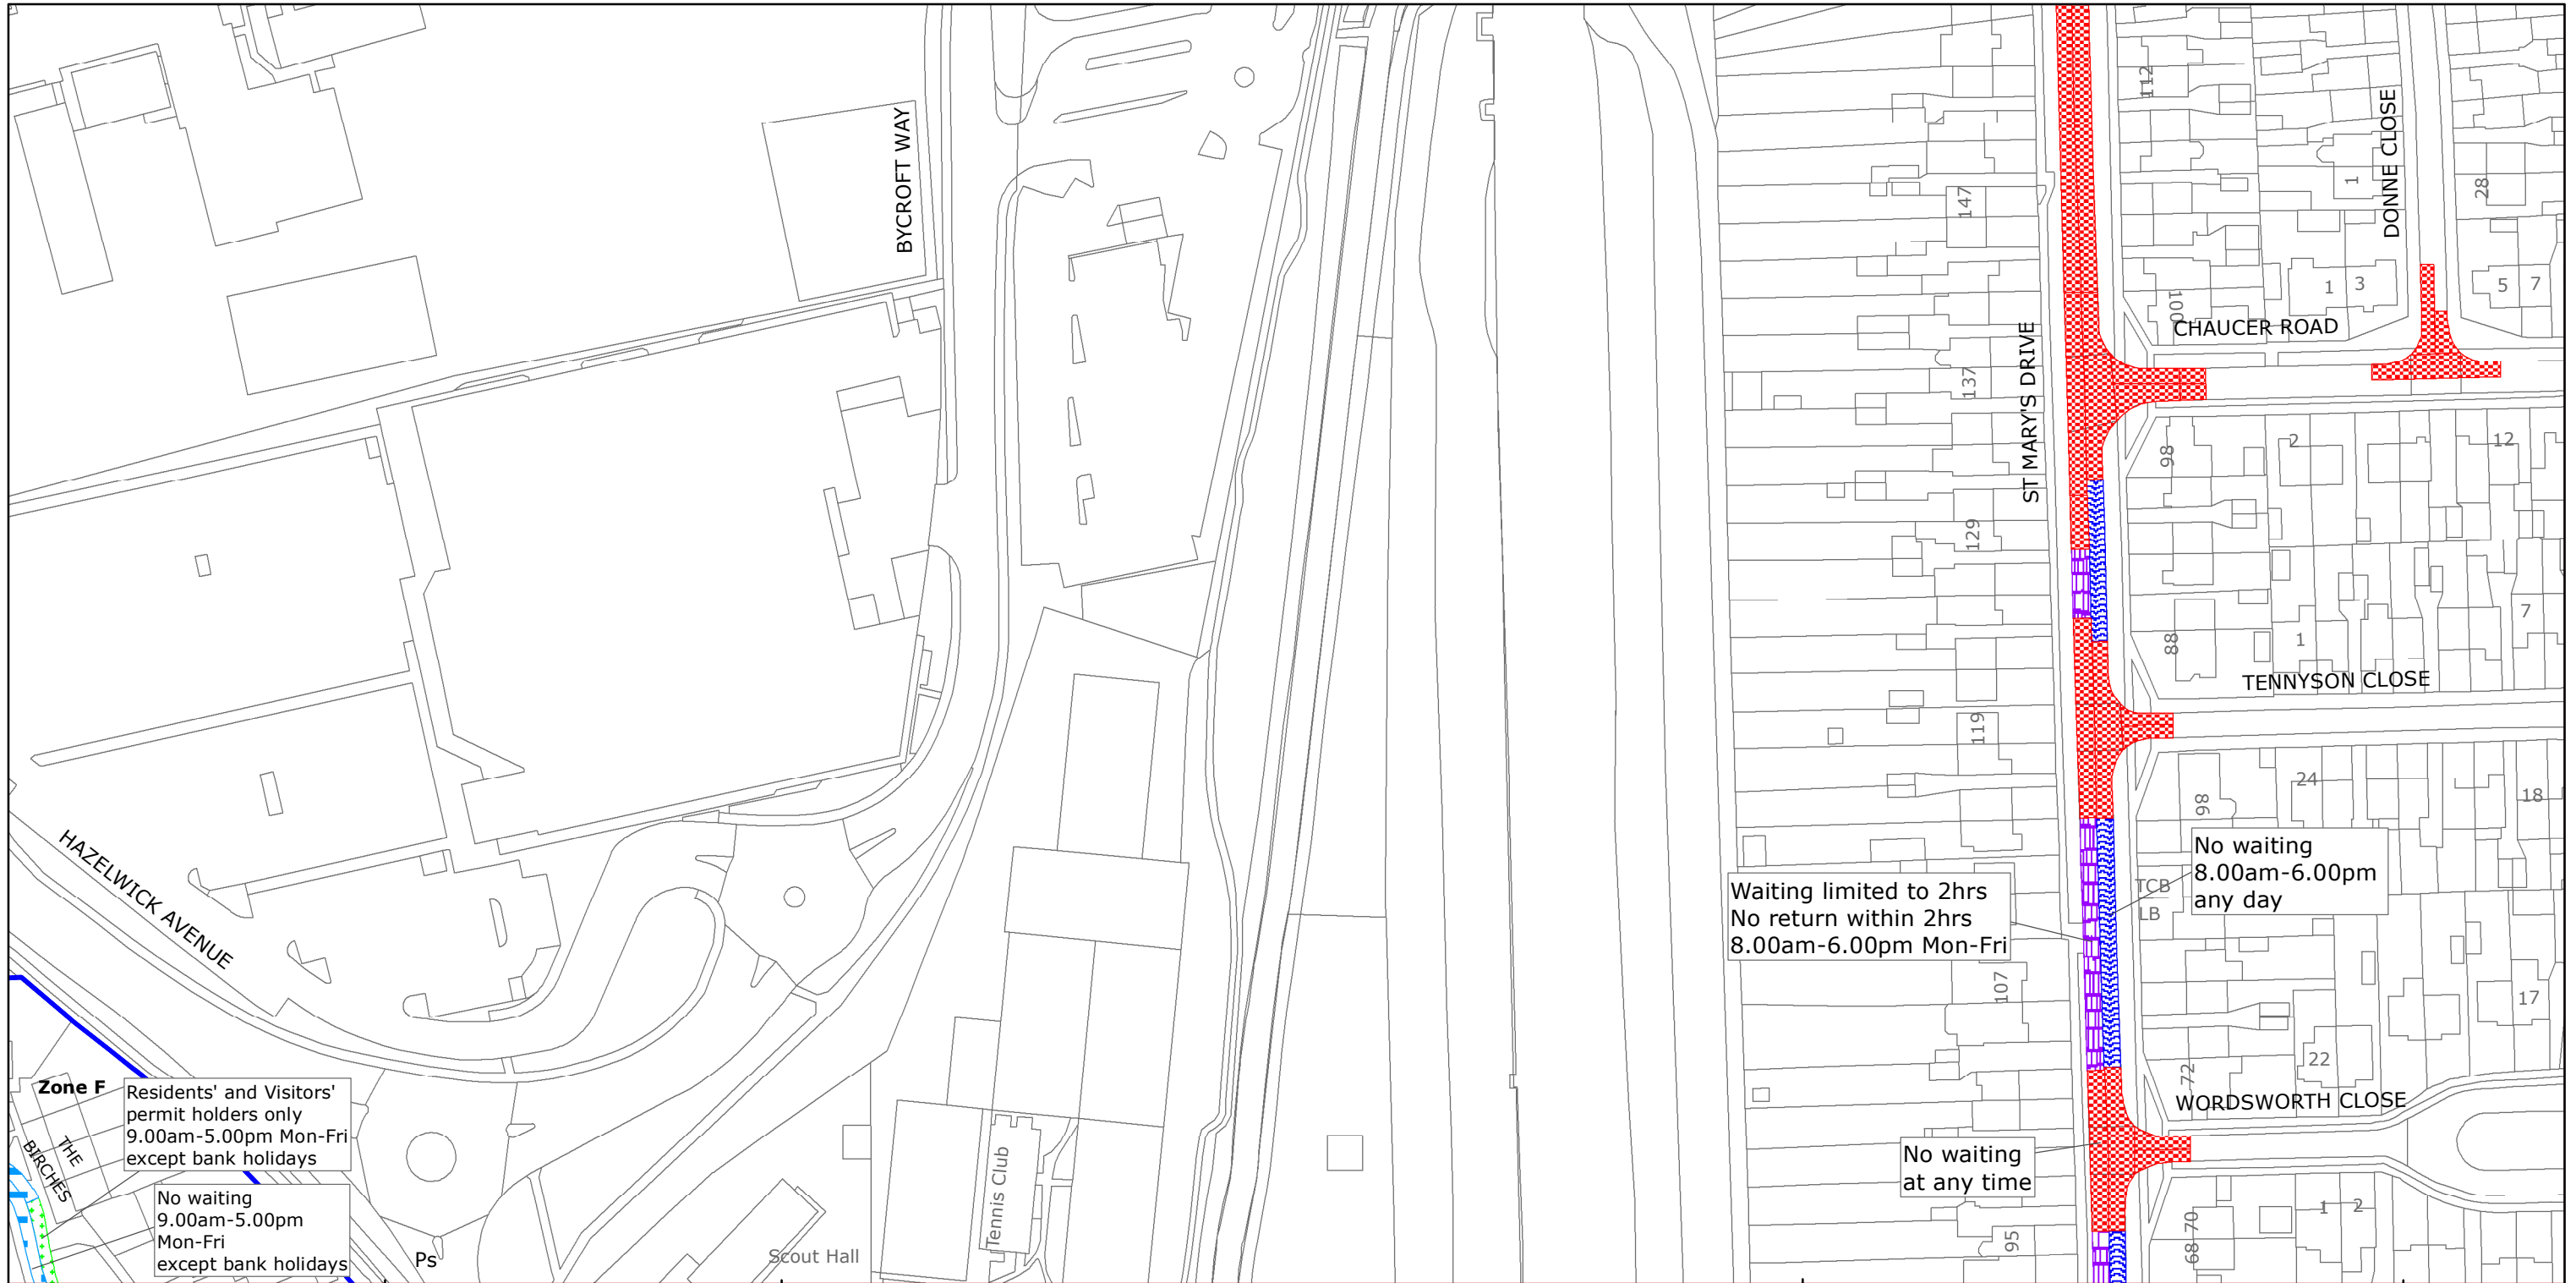 BYCROFT WAY
112
DONNE CLOSE
1
28
147
100
1
3
5
7
CHAUCER ROAD
ST MARY'S DRIVE
137
98
2
12
129
88
1
7
TENNYSON CLOSE
119
86
24
18
HAZELWICK AVENUE
No waiting
8.00am-6.00pm
any day
TCB
LB
Waiting limited to 2hrs
No return within 2hrs
8.00am-6.00pm Mon-Fri
107
17
22
72
WORDSWORTH CLOSE
Zone F
Residents' and Visitors'
permit holders only
9.00am-5.00pm Mon-Fri
except bank holidays
THE
BIRCHES
No waiting
at any time
No waiting
9.00am-5.00pm
Mon-Fri
except bank holidays
Ps
Scout Hall
Tennis Club
95
70
68
1
2